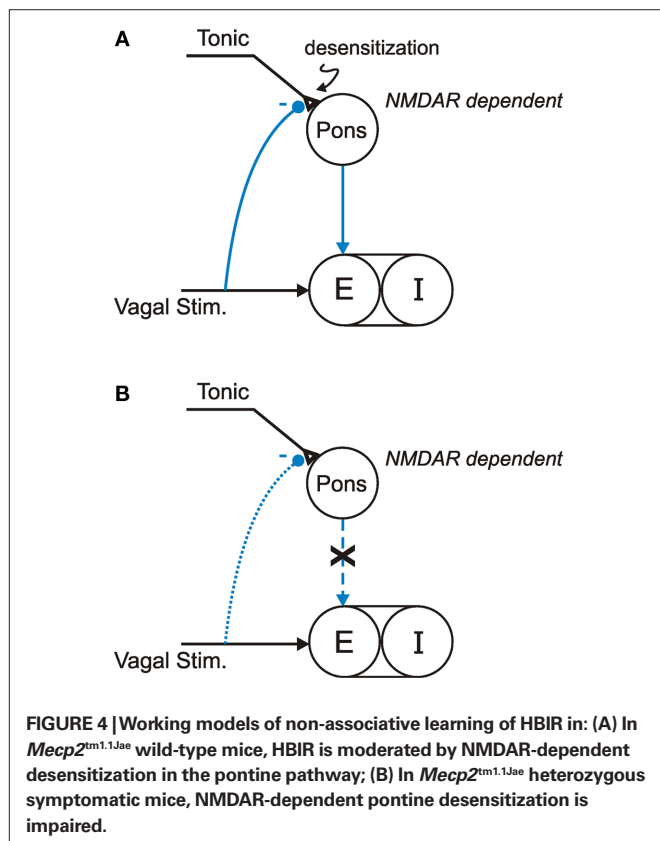 A
Tonic
desensitization
NMDAR dependent
-
Pons
E I
Vagal Stim.
B
Tonic
NMDAR dependent
-
Pons
X
E I
Vagal Stim.
FIGURE 4 | Working models of non-associative learning of HBIR in: (A) In
Mecp2tm1.1Jae wild-type mice, HBIR is moderated by NMDAR-dependent
desensitization in the pontine pathway; (B) In Mecp2tm1.1Jae heterozygous
symptomatic mice, NMDAR-dependent pontine desensitization is
impaired.